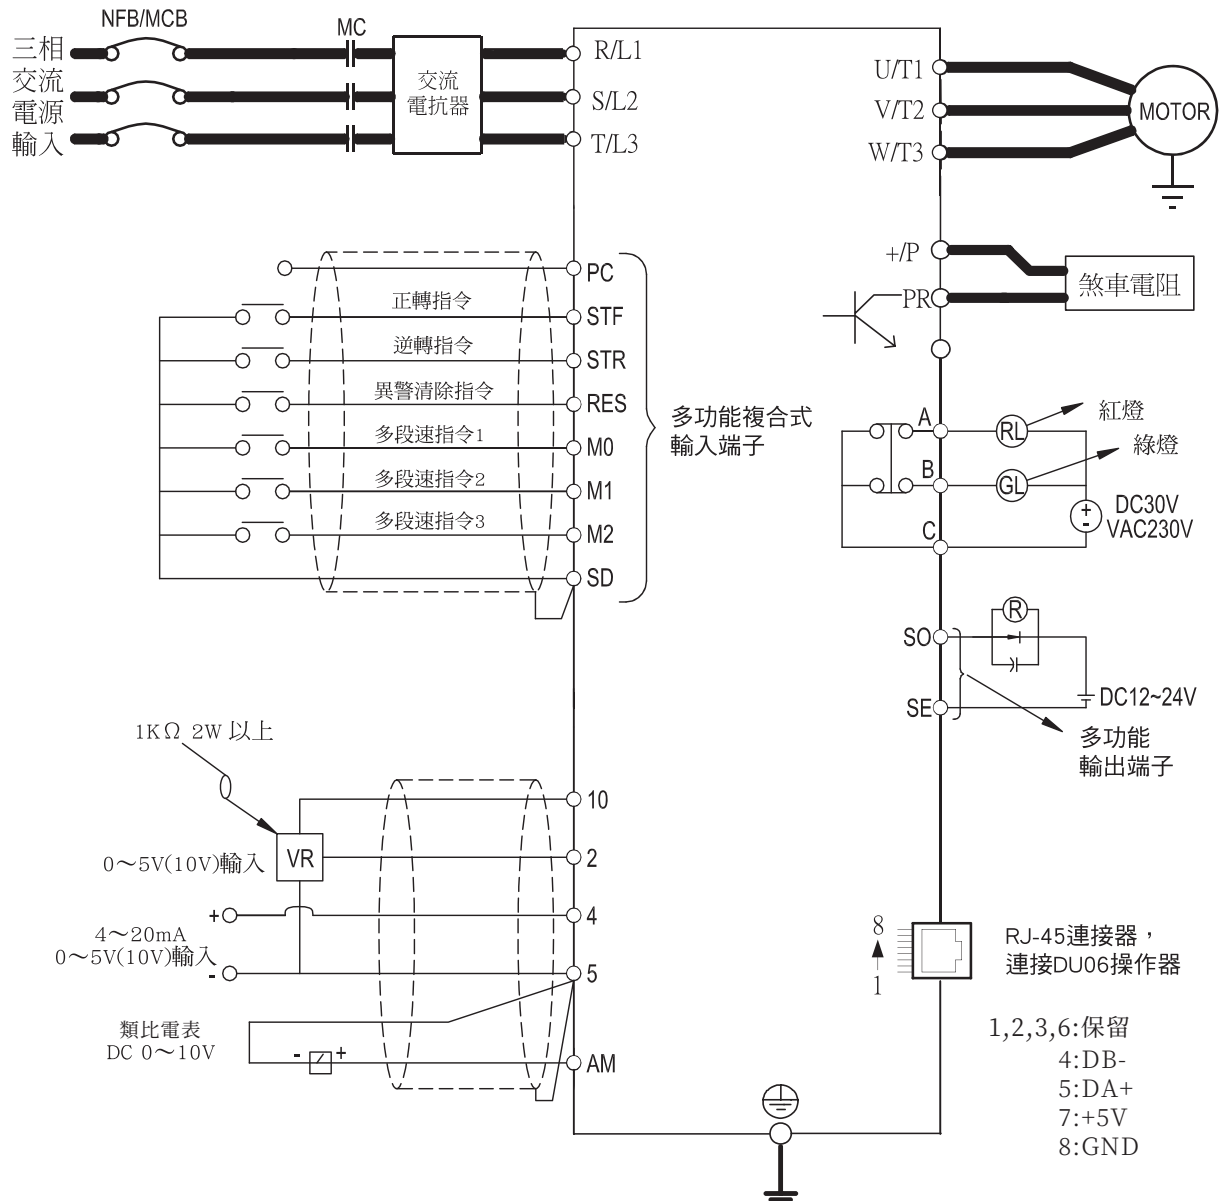 NFB/MCB
MC
三相
交流
電源
輸入
交流
電抗器
R/L1
S/L2
T/L3
U/T1
V/T2
W/T3
MOTOR
+/P
PR
煞車電阻
PC
正轉指令
STF
逆轉指令
STR
異警清除指令
RES
多段速指令1
M0
多段速指令2
M1
多段速指令3
M2
SD
多功能複合式
輸入端子
A
RL
紅燈
B
GL
綠燈
C
+
-
DC30V
VAC230V
SO
R
SE
DC12~24V
多功能
輸出端子
1KΩ 2W 以上
10
VR
0～5V(10V)輸入
2
+
4
4～20mA
0～5V(10V)輸入
-
5
類比電表
DC 0～10V
- +
AM
8
1
RJ-45連接器，
連接DU06操作器
1,2,3,6:保留
4:DB-
5:DA+
7:+5V
8:GND